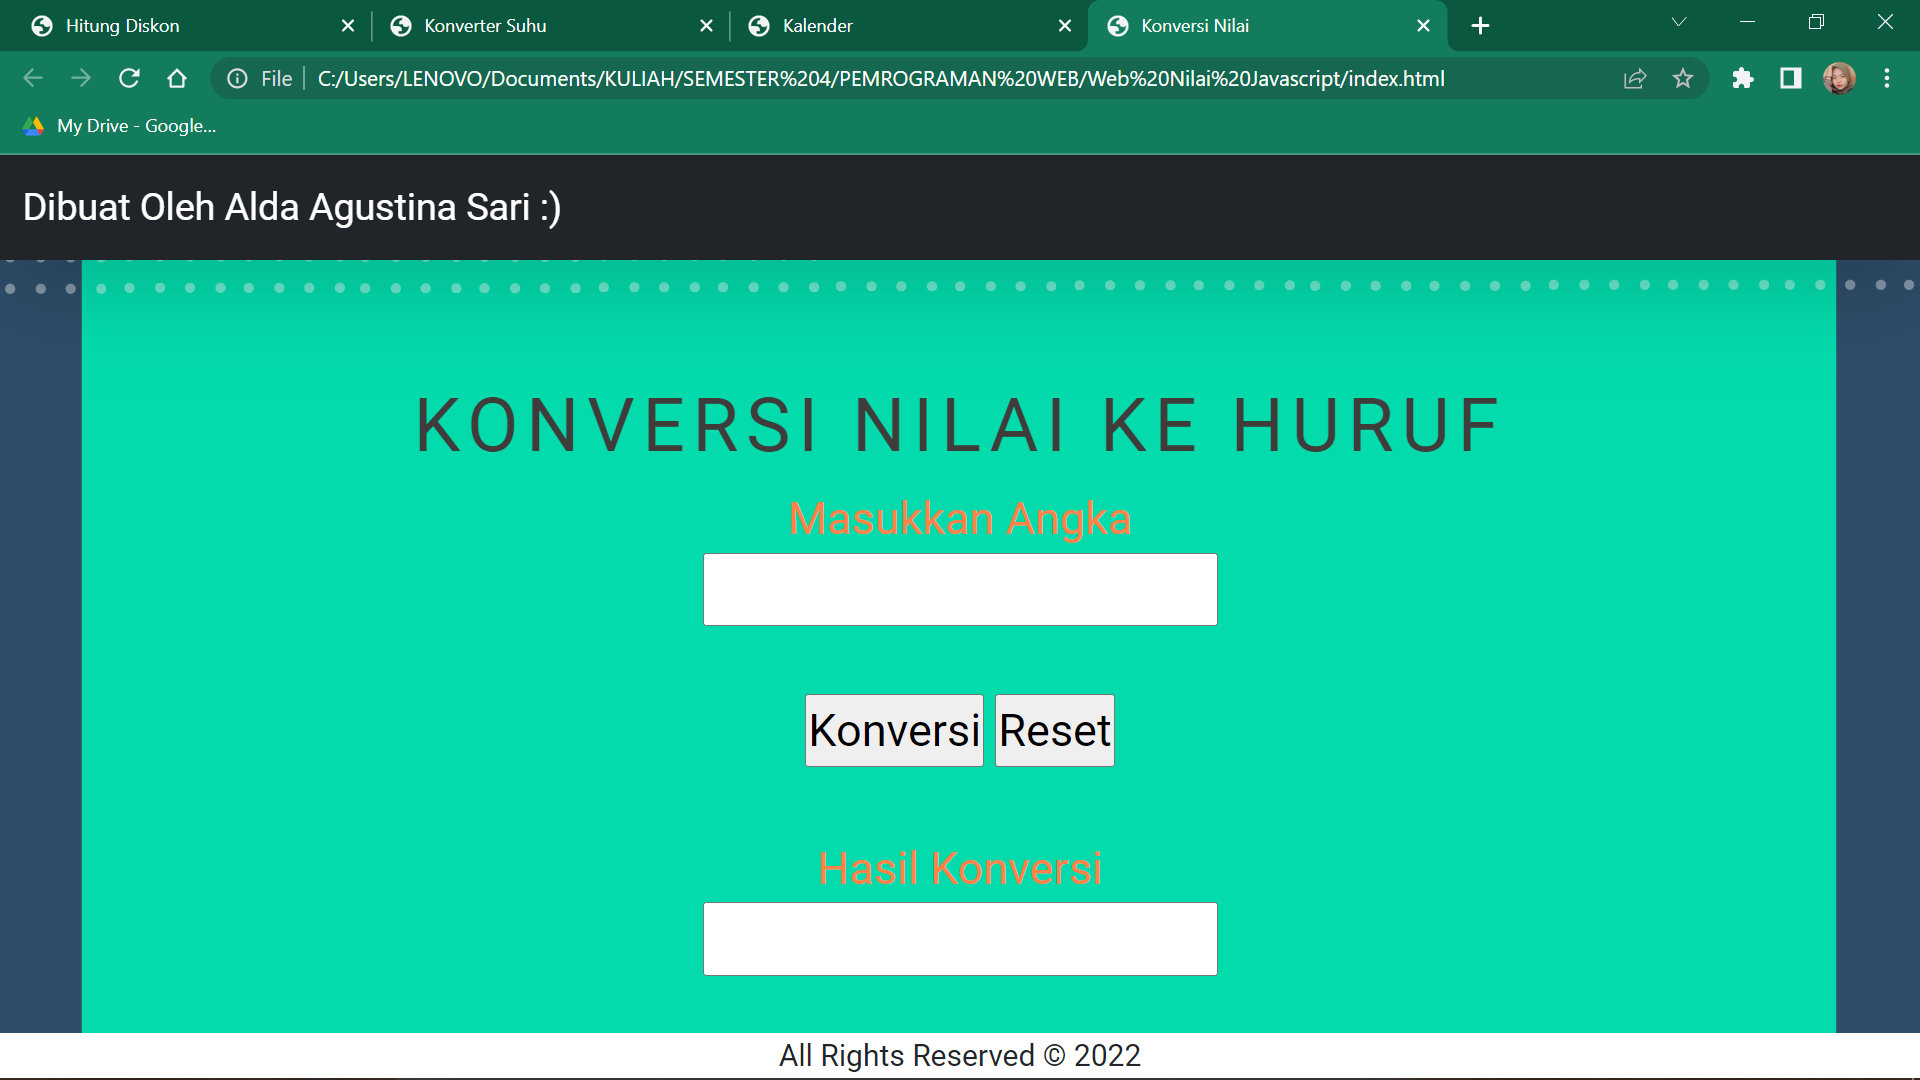 Hitung Diskon
Konverter Suhu
Kalender
Konversi Nilai
File
C:/Users/LENOVO/Documents/KULIAH/SEMESTER%204/PEMROGRAMAN%20WEB/Web%20Nilai%20Javascript/index.html
My Drive - Google...
Dibuat Oleh Alda Agustina Sari :)
KONVERSI NILAI KE HURUF
Masukkan Angka
Konversi Reset
Hasil Konversi
All Rights Reserved © 2022